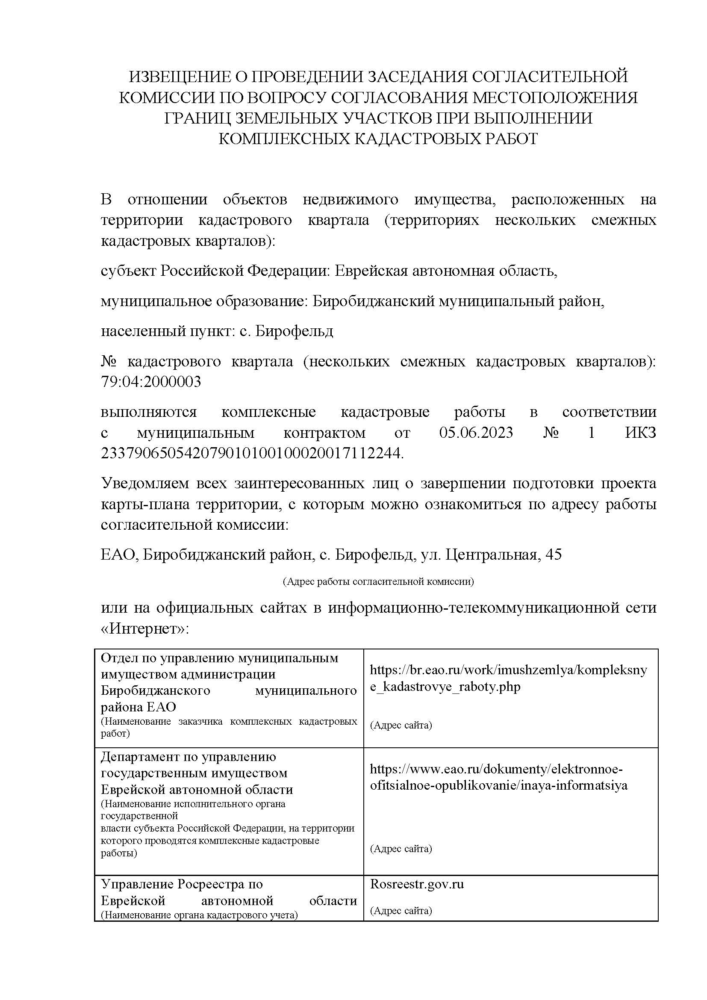 ИЗВЕЩЕНИЕ О ПРОВЕДЕНИИ ЗАСЕДАНИЯ СОГЛАСИТЕЛЬНОЙ
КОМИССИИ ПО ВОПРОСУ СОГЛАСОВАНИЯ МЕСТОПОЛОЖЕНИЯ
ГРАНИЦ ЗЕМЕЛЬНЫХ УЧАСТКОВ ПРИ ВЫПОЛНЕНИИ
КОМПЛЕКСНЫХ КАДАСТРОВЫХ РАБОТ
В отношении объектов недвижимого имущества, расположенных на
территории кадастрового квартала (территориях нескольких смежных
кадастровых кварталов):
субъект Российской Федерации: Еврейская автономная область,
муниципальное образование: Биробиджанский муниципальный район,
населенный пункт: с. Бирофельд
№ кадастрового квартала (нескольких смежных кадастровых кварталов):
79:04:2000003
выполняются комплексные кадастровые работы в соответствии
с муниципальным контрактом от 05.06.2023 № 1 ИКЗ
233790650542079010100100020017112244.
Уведомляем всех заинтересованных лиц о завершении подготовки проекта
карты-плана территории, с которым можно ознакомиться по адресу работы
согласительной комиссии:
ЕАО, Биробиджанский район, с. Бирофельд, ул. Центральная, 45
(Адрес работы согласительной комиссии)
или на официальных сайтах в информационно-телекоммуникационной сети
«Интернет»:
Отдел по управлению муниципальным
имуществом администрации
Биробиджанского муниципального
района ЕАО
(Наименование заказчика комплексных кадастровых
работ)
https://br.eao.ru/work/imushzemlya/kompleksny
e_kadastrovye_raboty.php
(Адрес сайта)
Департамент по управлению
государственным имуществом
Еврейской автономной области
(Наименование исполнительного органа
государственной
власти субъекта Российской Федерации, на территории
которого проводятся комплексные кадастровые
работы)
https://www.eao.ru/dokumenty/elektronnoe-
ofitsialnoe-opublikovanie/inaya-informatsiya
(Адрес сайта)
Управление Росреестра по
Еврейской автономной области
(Наименование органа кадастрового учета)
Rosreestr.gov.ru
(Адрес сайта)